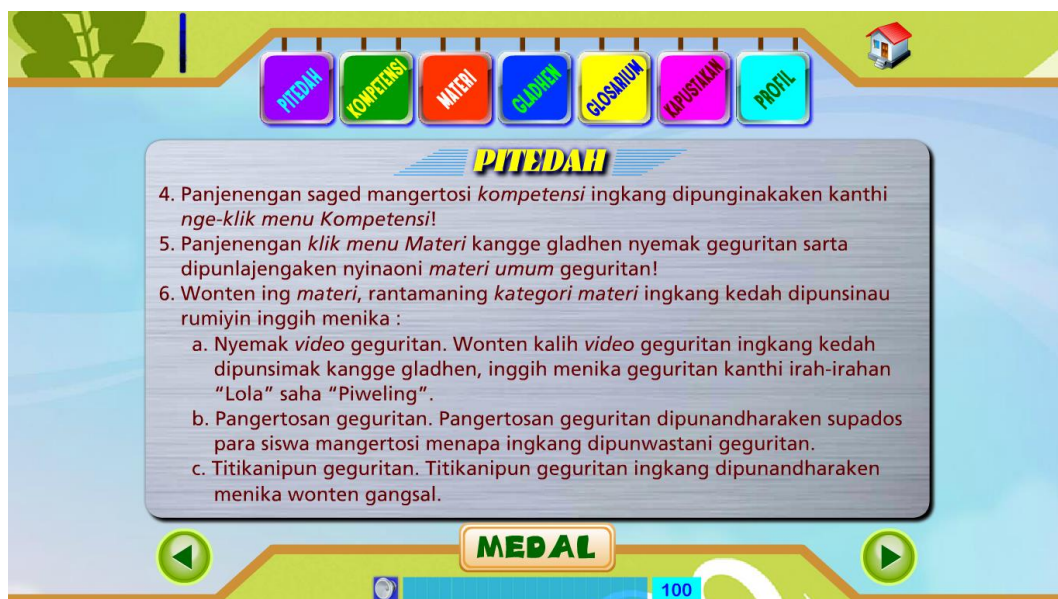 PITEDAH
KOMPETENSI
MATERI
GLADHEN
GLOSARIUM
KAPUSTAKAN
PROFIL
PITEDAH
4. Panjenengan saged mangertosi kompetensi ingkang dipunginakaken kanthi
nge-klik menu Kompetensi!
5. Panjenengan klik menu Materi kangge gladhen nyemak geguritan sarta
dipunlajengaken nyinaoni materi umum geguritan!
6. Wonten ing materi, rantamaning kategori materi ingkang kedah dipunsinau
rumiyin inggih menika :
a. Nyemak video geguritan. Wonten kalih video geguritan ingkang kedah
dipunsimak kangge gladhen, inggih menika geguritan kanthi irah-irahan
“Lola” saha “Piweling”.
b. Pangertosan geguritan. Pangertosan geguritan dipunandharaken supados
para siswa mangertosi menapa ingkang dipunwastani geguritan.
c. Titikanipun geguritan. Titikanipun geguritan ingkang dipunandharaken
menika wonten gangsal.
MEDAL
100